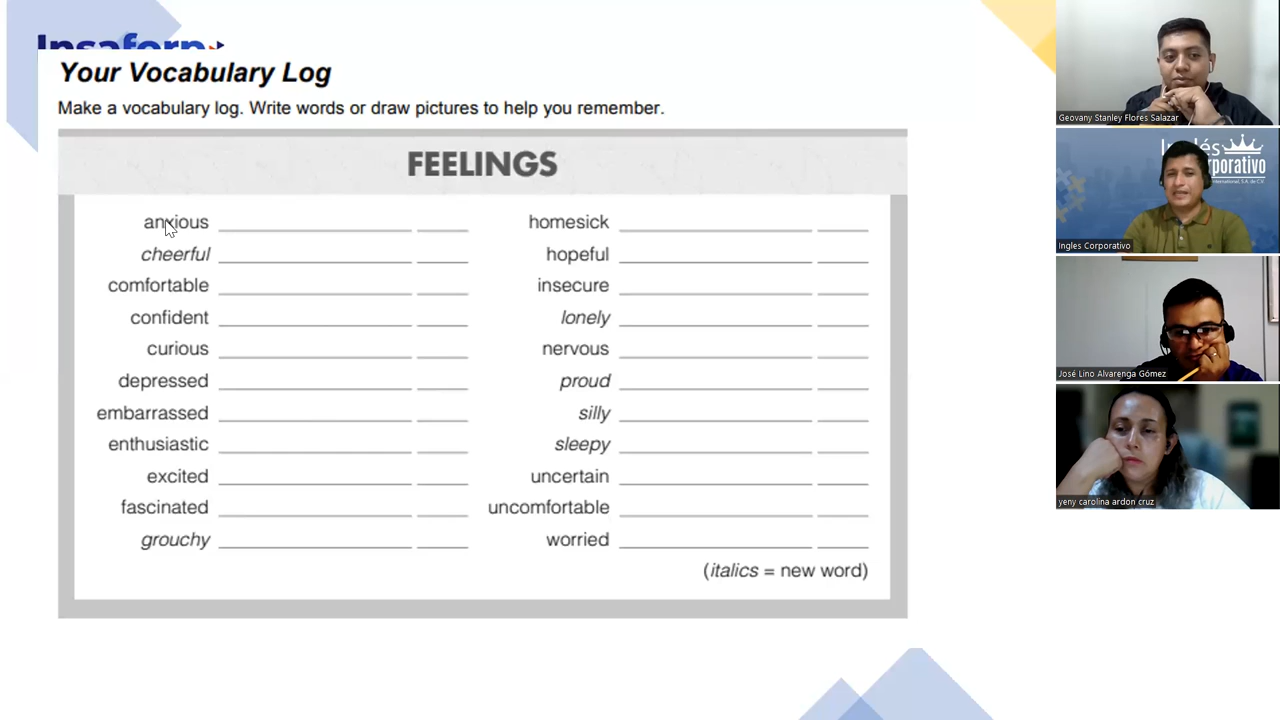 Insaforp
Your Vocabulary Log
Make a vocabulary log. Write words or draw pictures to help you remember.
FEELINGS
anxious
cheerful
comfortable
confident
curious
depressed
embarrassed
enthusiastic
excited
fascinated
grouchy
homesick
hopeful
insecure
lonely
nervous
proud
silly
sleepy
uncertain
uncomfortable
worried
(italics = new word)
Geovany Stanley Flores Salazar
Inglés
Ingles Corporativo
José Lino Alvarenga Gómez
yeny carolina ardon cruz